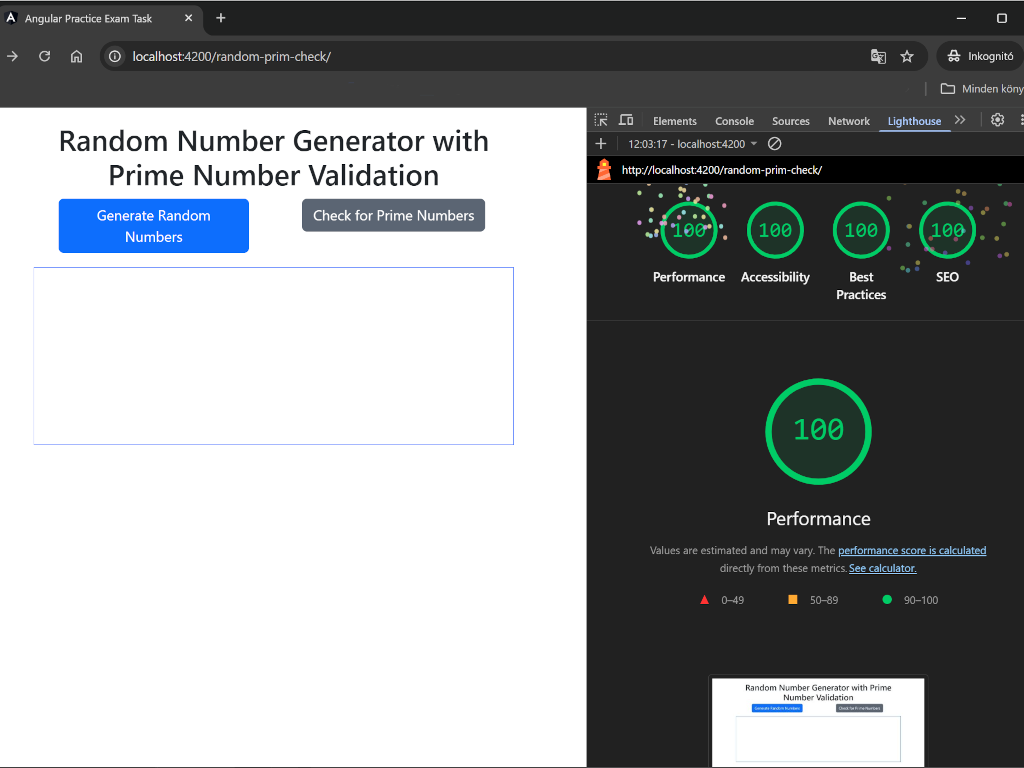 Angular Practice Exam Task
localhost:4200/random-prim-check/
Inkognitó
Minden köny
Random Number Generator with
Prime Number Validation
Generate Random
Numbers
Check for Prime Numbers
Elements Console Sources Network Lighthouse
12:03:17 - localhost:4200
http://localhost:4200/random-prim-check/
100 100 100 100
Performance Accessibility Best
Practices SEO
100
Performance
Values are estimated and may vary. The performance score is calculated
directly from these metrics. See calculator.
0–49 50–89 90–100
Random Number Generator with Prime
Number Validation
Generate Random Numbers Check for Prime Numbers